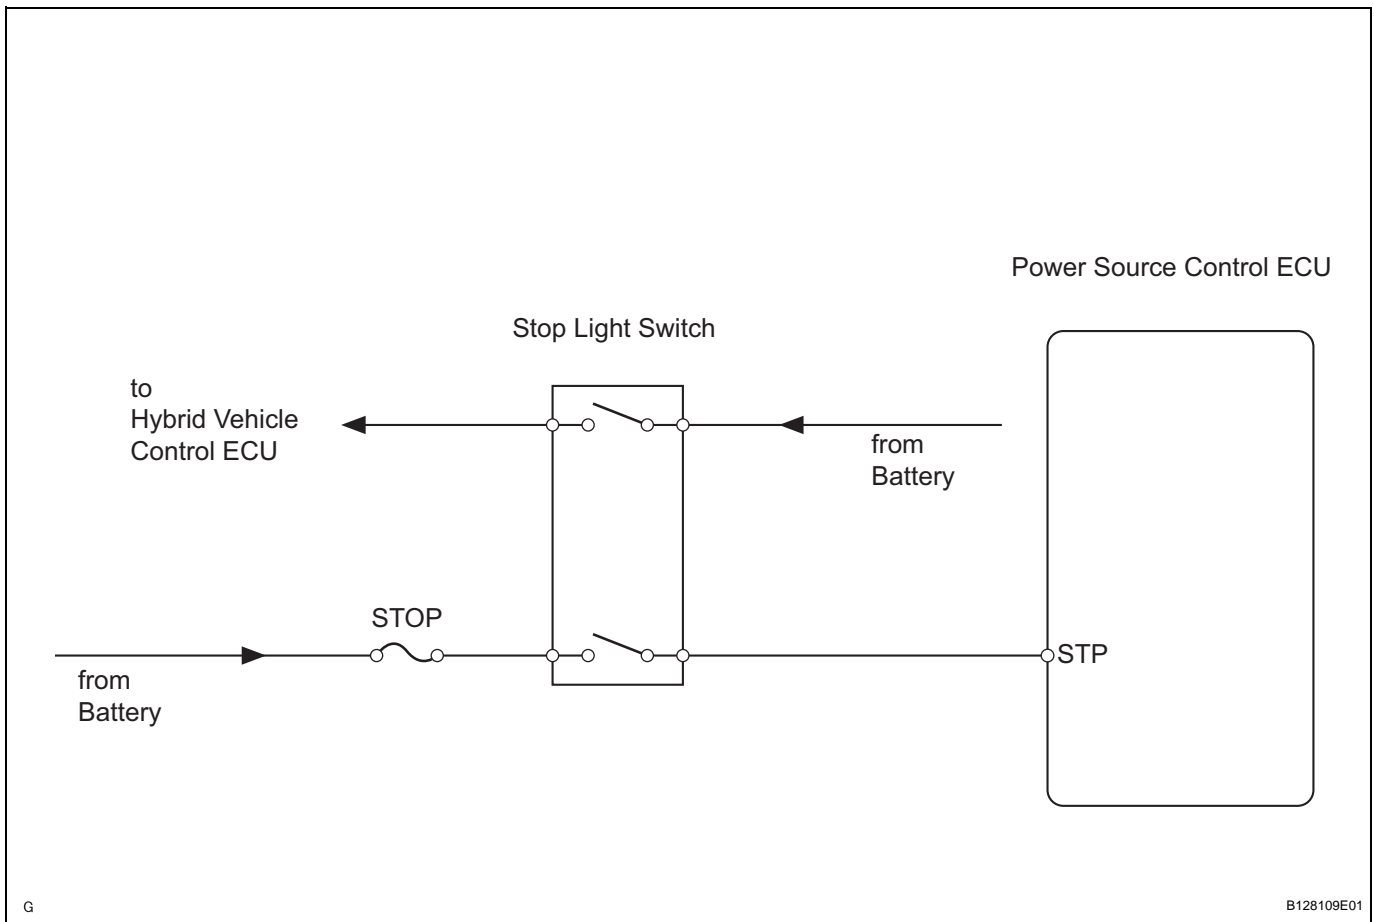 Power Source Control ECU
Stop Light Switch
to
Hybrid Vehicle
Control ECU
from
Battery
STOP
STP
from
Battery
G
B128109E01